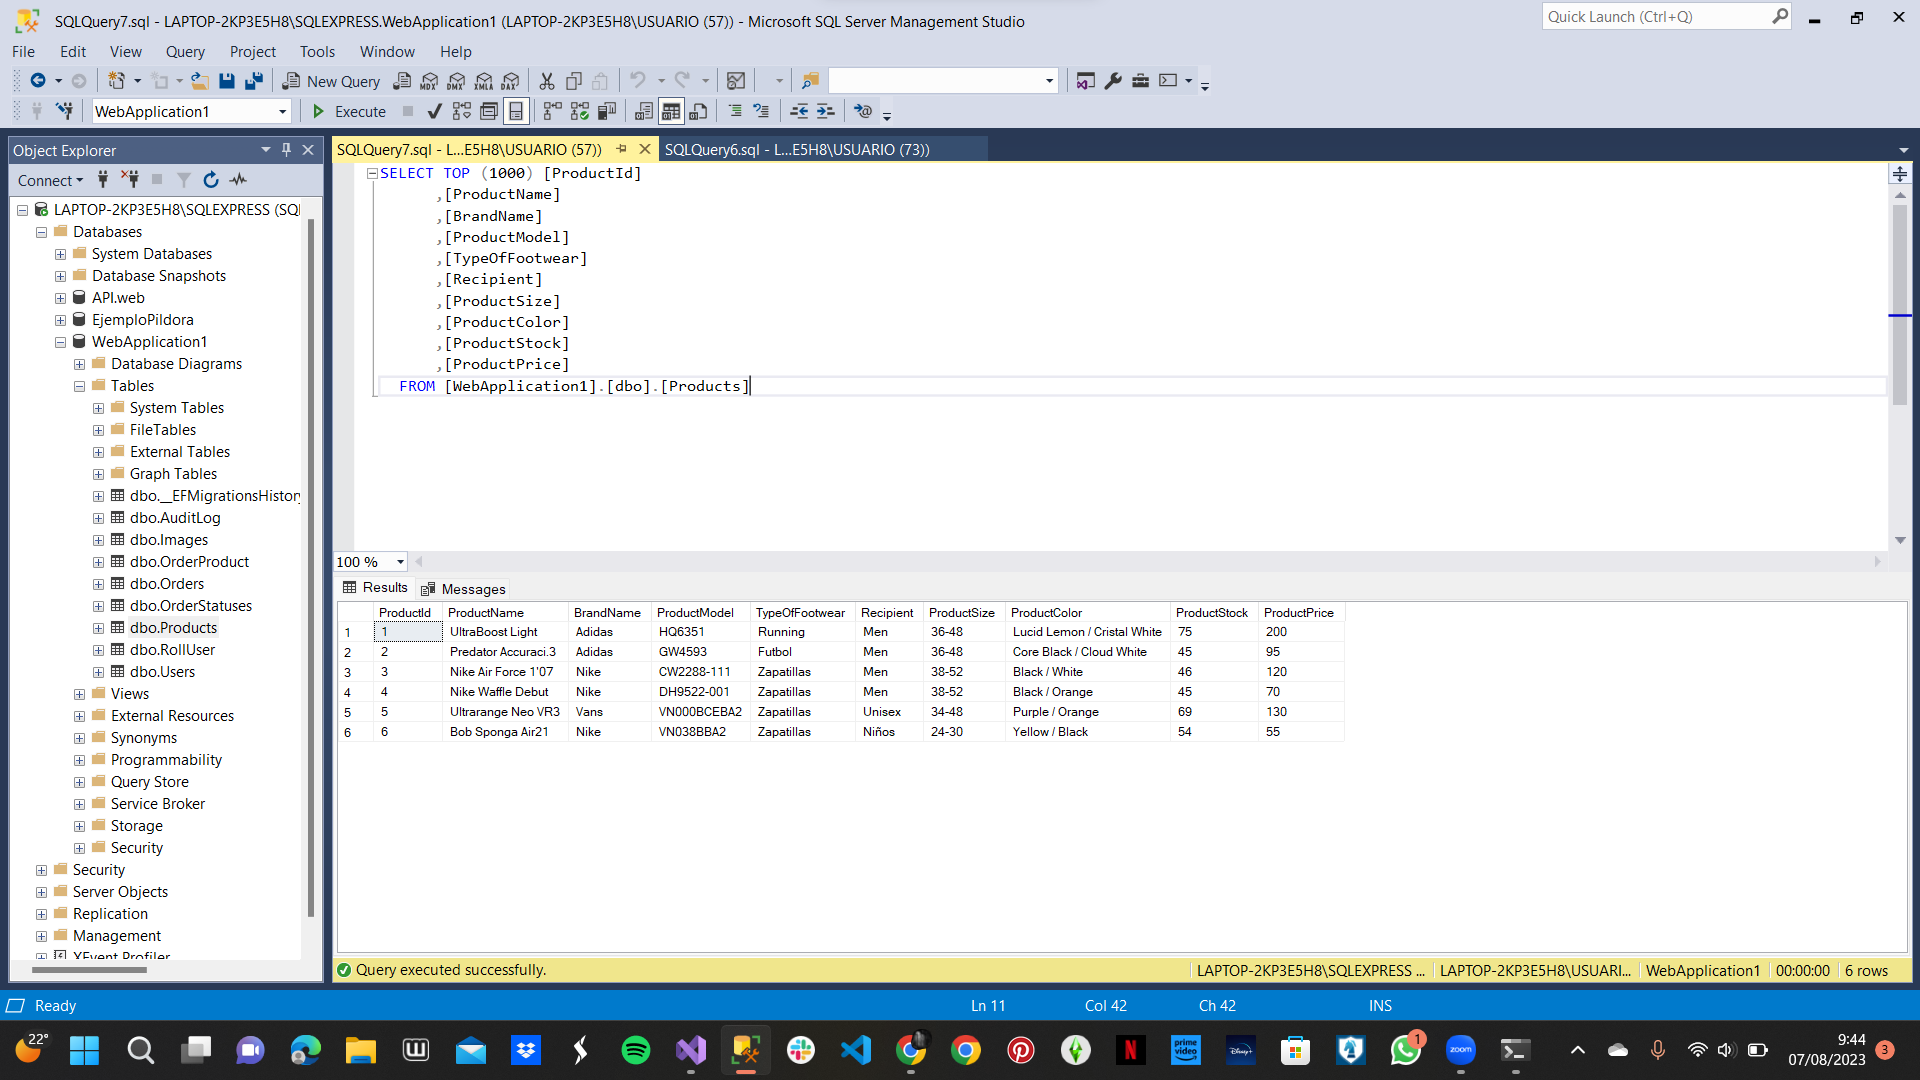 SQLQuery7.sql - LAPTOP-2KP3E5H8\SQLEXPRESS.WebApplication1 (LAPTOP-2KP3E5H8\USUARIO (57)) - Microsoft SQL Server Management Studio
Quick Launch (Ctrl+Q)
File Edit View Query Project Tools Window Help
New Query MDX DMX XMLA DAX
WebApplication1 Execute
Object Explorer
SQLQuery7.sql - L...E5H8\USUARIO (57)) SQLQuery6.sql - L...E5H8\USUARIO (73))
Connect
LAPTOP-2KP3E5H8\SQLEXPRESS (SQL
Databases
System Databases
Database Snapshots
API.web
EjemploPildora
WebApplication1
Database Diagrams
Tables
System Tables
FileTables
External Tables
Graph Tables
dbo.__EFMigrationsHistory
dbo.AuditLog
dbo.Images
dbo.OrderProduct
dbo.Orders
dbo.OrderStatuses
dbo.Products
dbo.RollUser
dbo.Users
Views
External Resources
Synonyms
Programmability
Query Store
Service Broker
Storage
Security
Security
Server Objects
Replication
Management
XEvent Profiler
SELECT TOP (1000) [ProductId]
,[ProductName]
,[BrandName]
,[ProductModel]
,[TypeOfFootwear]
,[Recipient]
,[ProductSize]
,[ProductColor]
,[ProductStock]
,[ProductPrice]
FROM [WebApplication1].[dbo].[Products]
100 %
Results Messages
ProductId ProductName BrandName ProductModel TypeOfFootwear Recipient ProductSize ProductColor ProductStock ProductPrice
1 1 UltraBoost Light Adidas HQ6351 Running Men 36-48 Lucid Lemon / Cristal White 75 200
2 2 Predator Accuraci.3 Adidas GW4593 Futbol Men 36-48 Core Black / Cloud White 45 95
3 3 Nike Air Force 1'07 Nike CW2288-111 Zapatillas Men 38-52 Black / White 46 120
4 4 Nike Waffle Debut Nike DH9522-001 Zapatillas Men 38-52 Black / Orange 45 70
5 5 Ultrarange Neo VR3 Vans VN000BCEBA2 Zapatillas Unisex 34-48 Purple / Orange 69 130
6 6 Bob Sponga Air21 Nike VN038BBA2 Zapatillas Niños 24-30 Yellow / Black 54 55
Query executed successfully. LAPTOP-2KP3E5H8\SQLEXPRESS ... LAPTOP-2KP3E5H8\USUARI... WebApplication1 00:00:00 6 rows
Ready Ln 11 Col 42 Ch 42 INS
22°
prime video
Disney+
1
zoom
9:44
07/08/2023
3